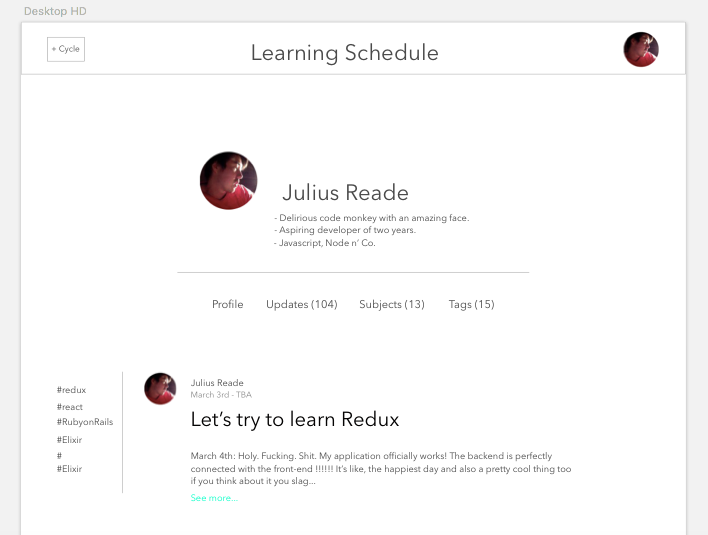 Desktop HD
+ Cycle
Learning Schedule
Julius Reade
- Delirious code monkey with an amazing face.
- Aspiring developer of two years.
- Javascript, Node n' Co.
Profile Updates (104) Subjects (13) Tags (15)
#redux
#react
#RubyonRails
#Elixir
#
#Elixir
Julius Reade
March 3rd - TBA
Let's try to learn Redux
March 4th: Holy. Fucking. Shit. My application officially works! The backend is perfectly
connected with the front-end !!!!!! It's like, the happiest day and also a pretty cool thing too
if you think about it you slag...
See more...